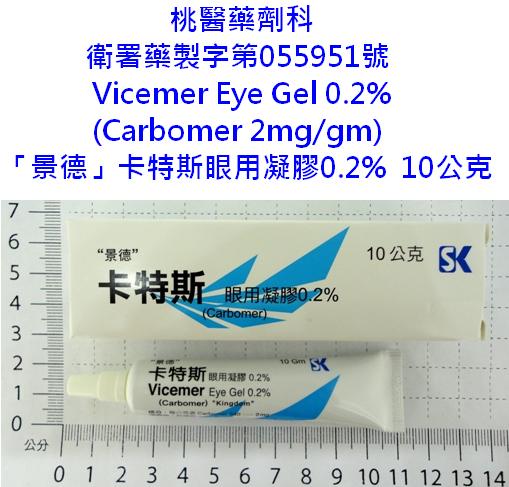 桃醫藥劑科
衛署藥製字第055951號
Vicemer Eye Gel 0.2%
(Carbomer 2mg/gm)
「景德」卡特斯眼用凝膠0.2% 10公克
7
6
5
4
3
2
1
0
公分
“景德”
10公克 SK
卡特斯 眼用凝膠0.2%
(Carbomer)
“景德”
10 Gm SK
卡特斯 眼用凝膠 0.2%
Vicemer Eye Gel 0.2%
(Carbomer) "Kingdom"
0 1 2 3 4 5 6 7 8 9 10 11 12 13 14